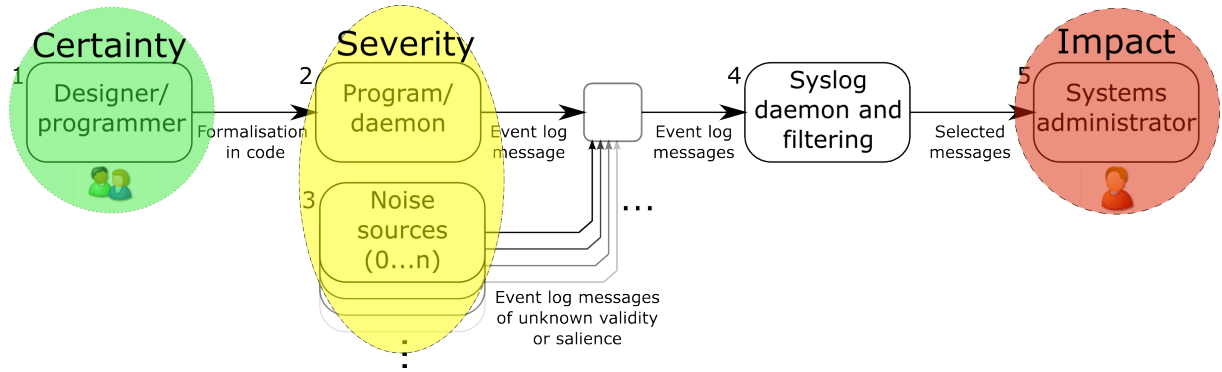 Certainty
1
Designer/
programmer
Formalisation
in code
Severity
2
Program/
daemon
Event log
message
3
Noise
sources
(0...n)
...
Event log messages
of unknown validity
or salience
Event log
messages
4
Syslog
daemon and
filtering
Selected
messages
Impact
5
Systems
administrator